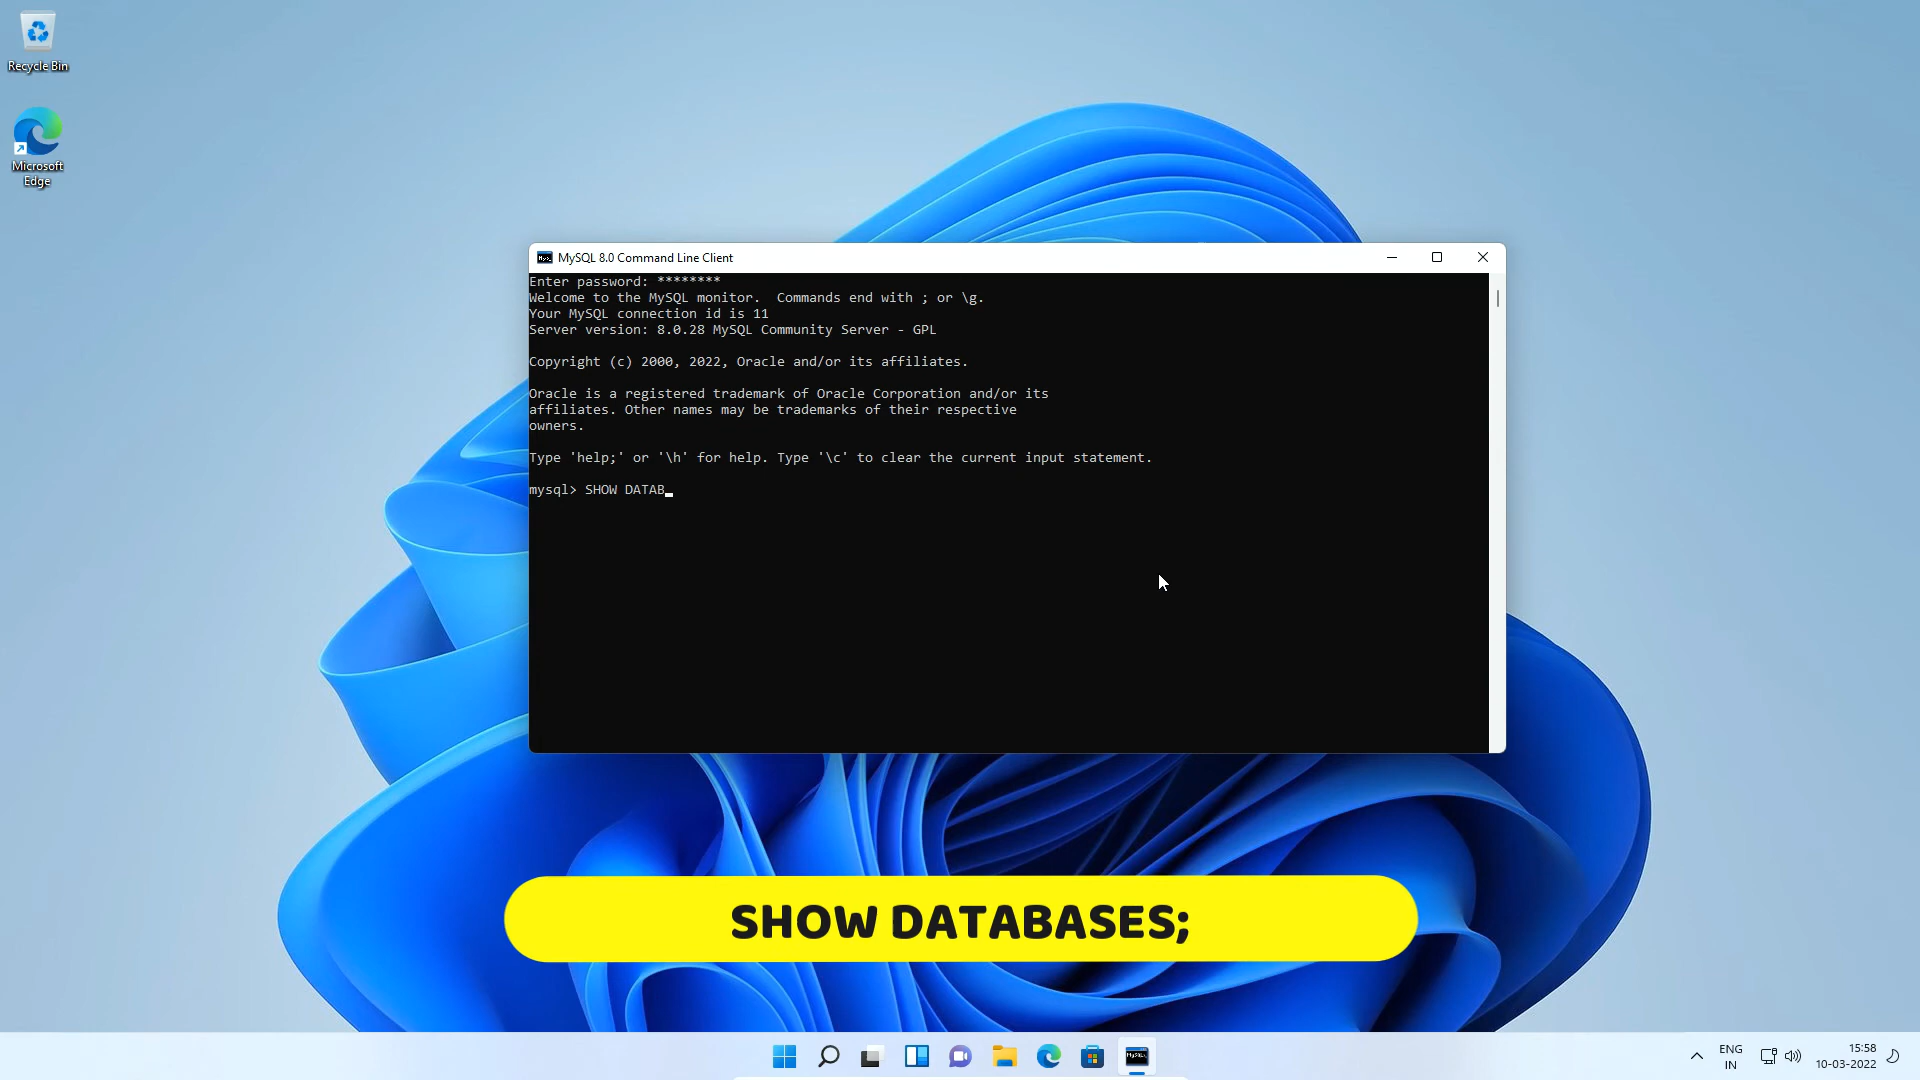 Recycle Bin
Microsoft
Edge
MySQL 8.0 Command Line Client
Enter password: ********
Welcome to the MySQL monitor.  Commands end with ; or \g.
Your MySQL connection id is 11
Server version: 8.0.28 MySQL Community Server - GPL
Copyright (c) 2000, 2022, Oracle and/or its affiliates.
Oracle is a registered trademark of Oracle Corporation and/or its
affiliates. Other names may be trademarks of their respective
owners.
Type 'help;' or '\h' for help. Type '\c' to clear the current input statement.
mysql> SHOW DATAB_
SHOW DATABASES;
ENG
IN
15:58
10-03-2022